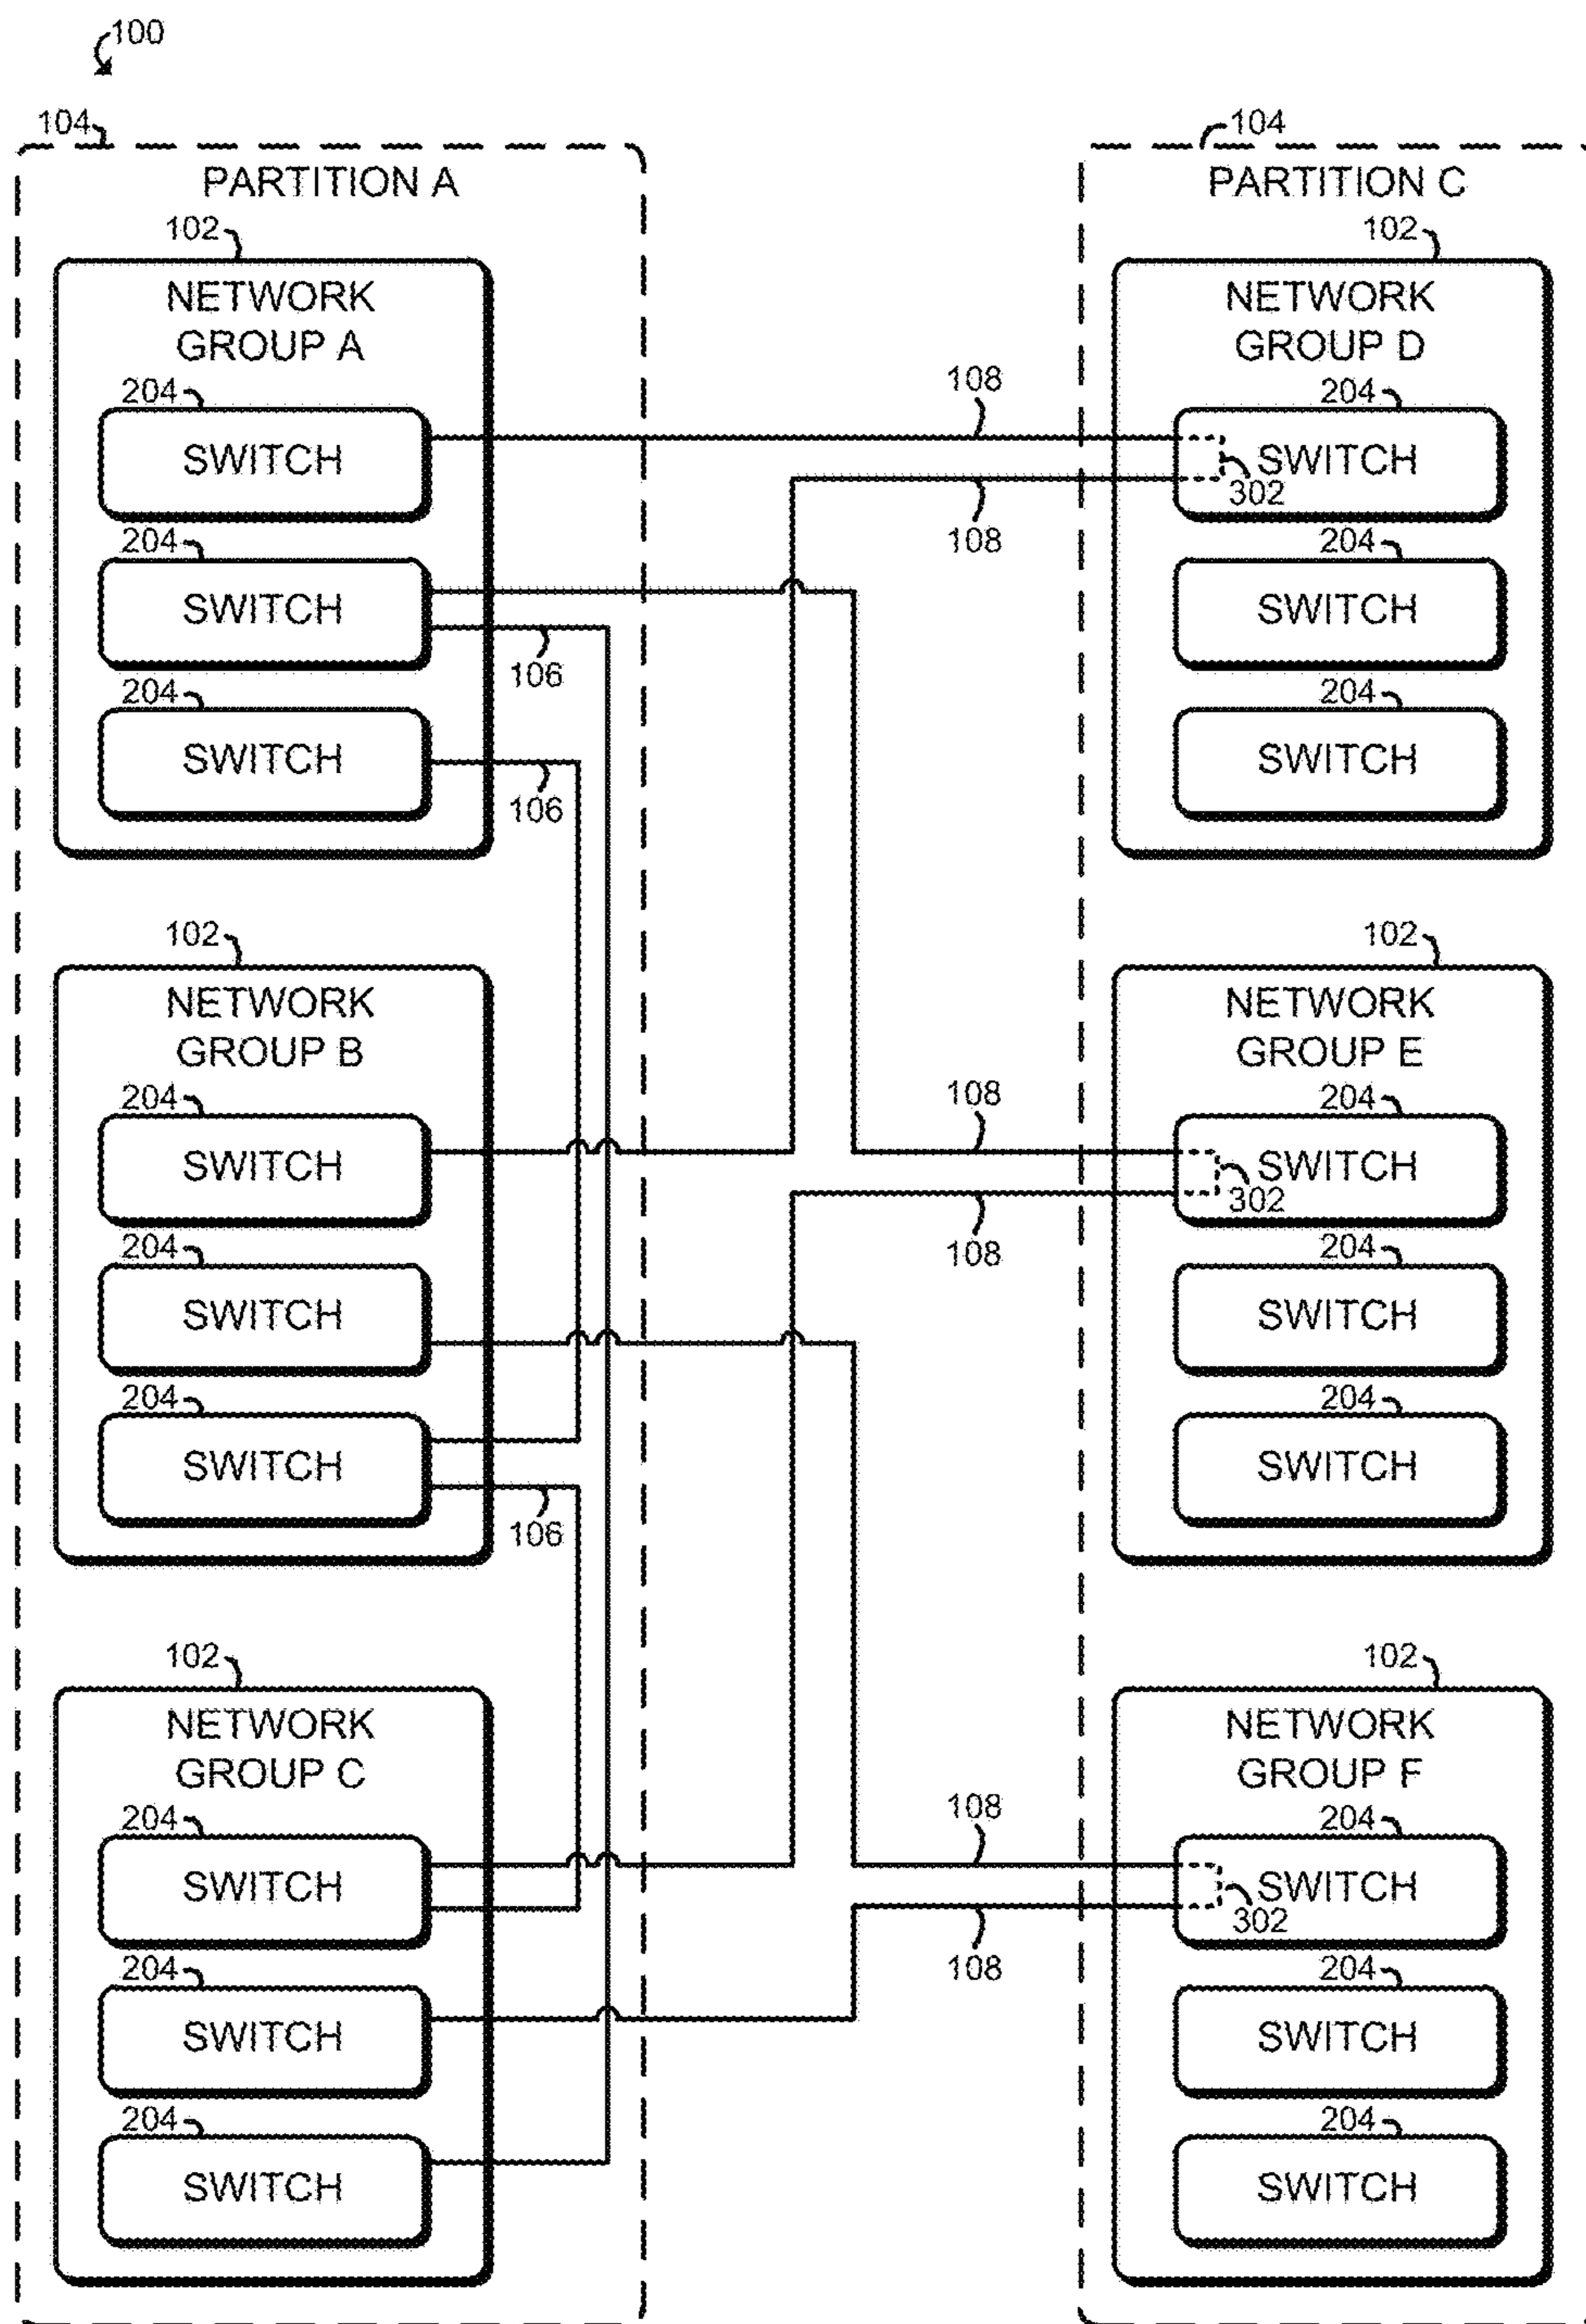 100
104
PARTITION A
102
NETWORK
GROUP A
204
SWITCH
204
SWITCH
106
204
SWITCH
106
102
NETWORK
GROUP B
204
SWITCH
204
SWITCH
204
SWITCH
106
102
NETWORK
GROUP C
204
SWITCH
204
SWITCH
204
SWITCH
108
108
108
108
108
108
104
PARTITION C
102
NETWORK
GROUP D
204
SWITCH
302
204
SWITCH
204
SWITCH
102
NETWORK
GROUP E
204
SWITCH
302
204
SWITCH
204
SWITCH
102
NETWORK
GROUP F
204
SWITCH
302
204
SWITCH
204
SWITCH